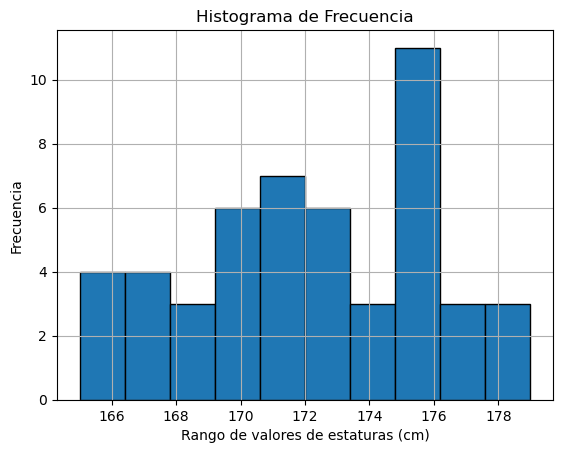 Histograma de Frecuencia
Frecuencia
10
8
6
4
2
0
166 168 170 172 174 176 178
Rango de valores de estaturas (cm)